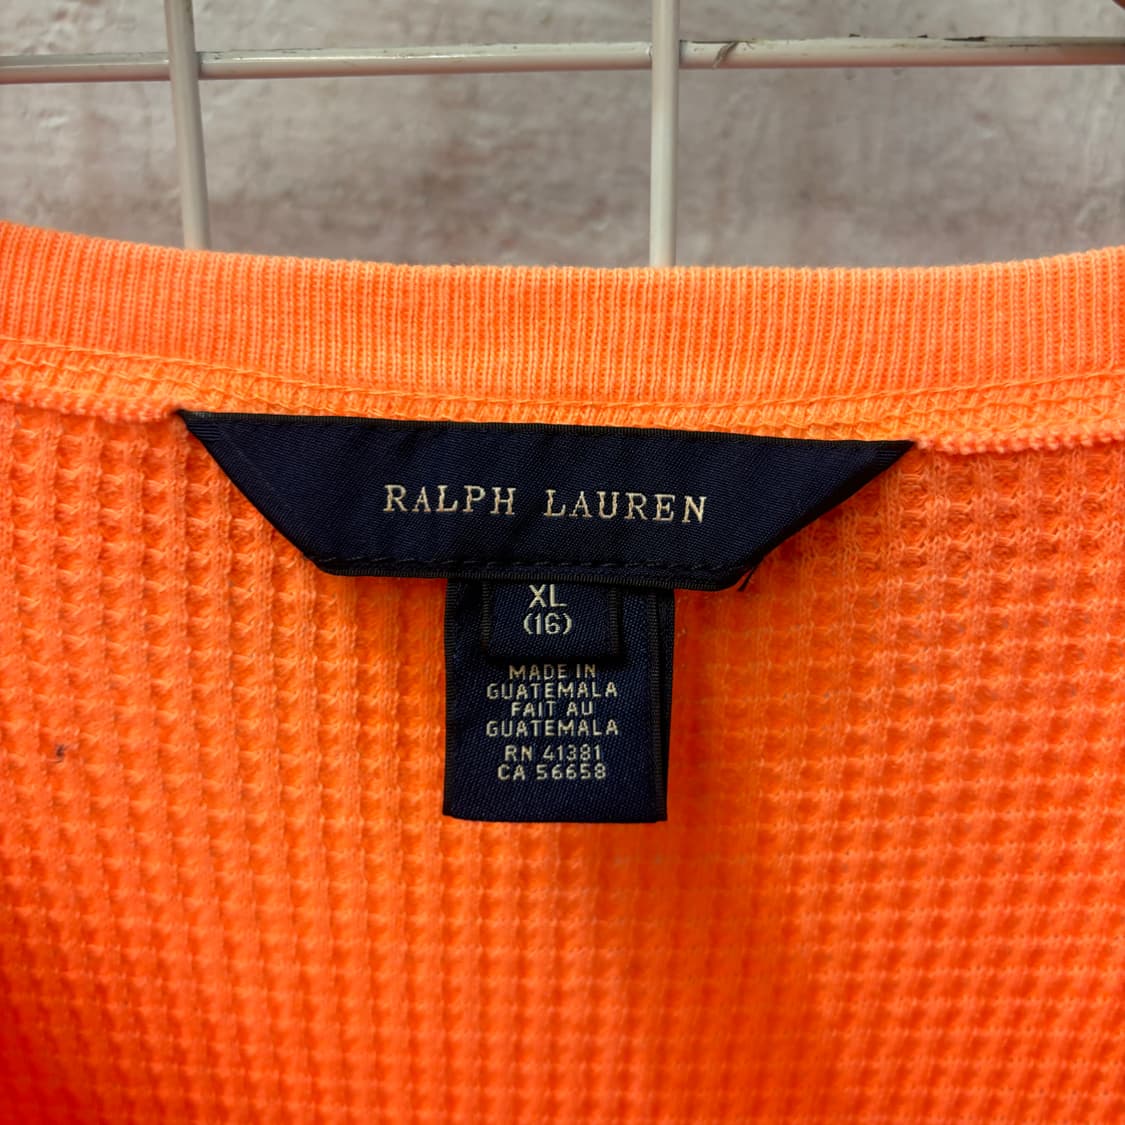 RALPH LAUREN
XL
(16)
MADE IN
GUATEMALA
FAIT AU
GUATEMALA
RN 41381
CA 56658